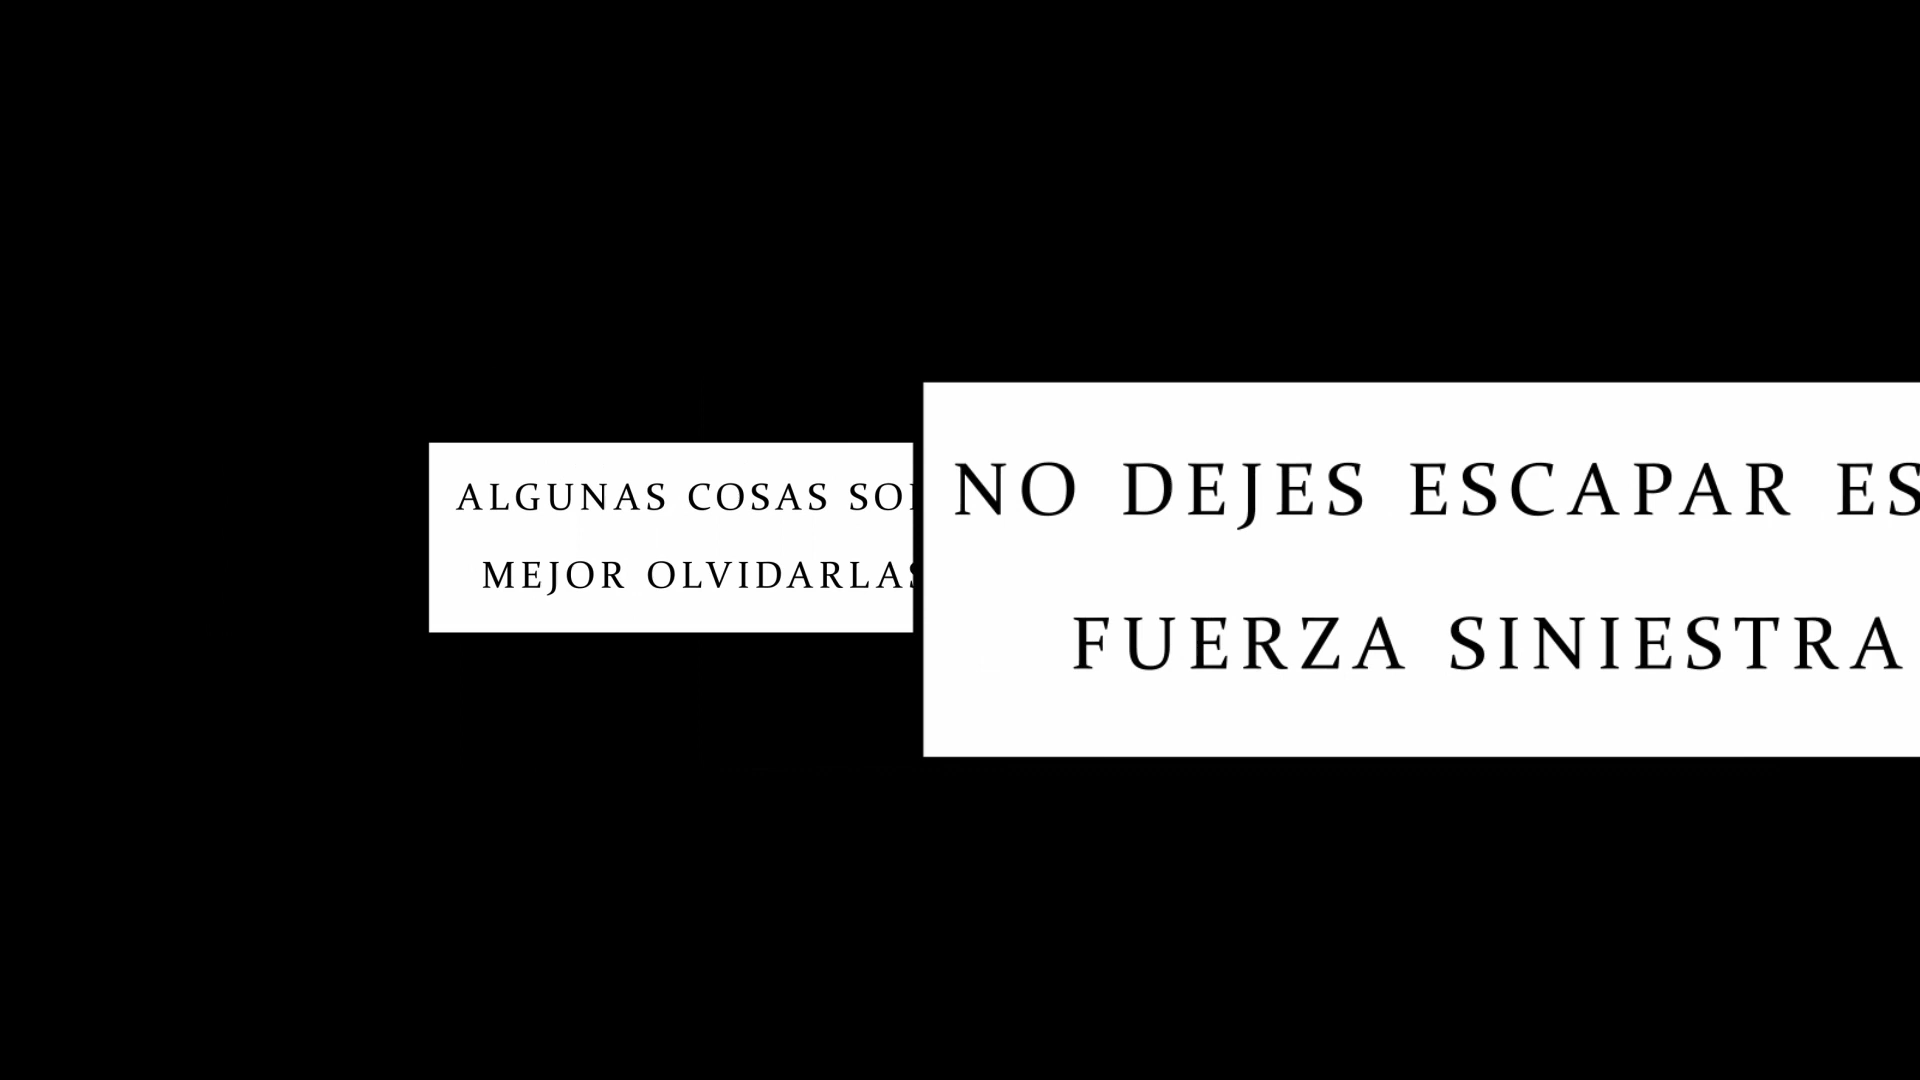 ALGUNAS COSAS SO
MEJOR OLVIDARLAS
NO DEJES ESCAPAR ES
FUERZA SINIESTRA